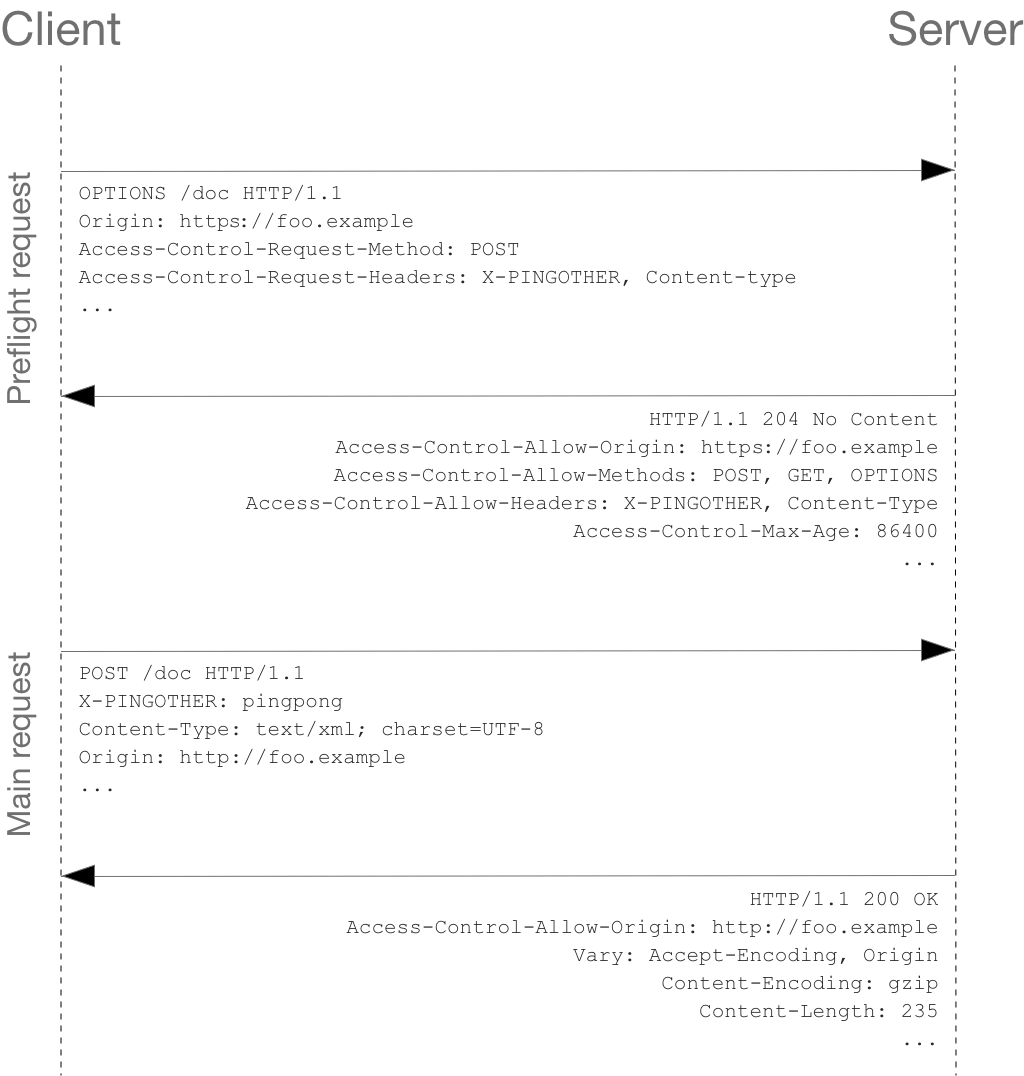 Client
Server
Preflight request
OPTIONS /doc HTTP/1.1
Origin: https://foo.example
Access-Control-Request-Method: POST
Access-Control-Request-Headers: X-PINGOTHER, Content-type
...
HTTP/1.1 204 No Content
Access-Control-Allow-Origin: https://foo.example
Access-Control-Allow-Methods: POST, GET, OPTIONS
Access-Control-Allow-Headers: X-PINGOTHER, Content-Type
Access-Control-Max-Age: 86400
...
Main request
POST /doc HTTP/1.1
X-PINGOTHER: pingpong
Content-Type: text/xml; charset=UTF-8
Origin: http://foo.example
...
HTTP/1.1 200 OK
Access-Control-Allow-Origin: http://foo.example
Vary: Accept-Encoding, Origin
Content-Encoding: gzip
Content-Length: 235
...